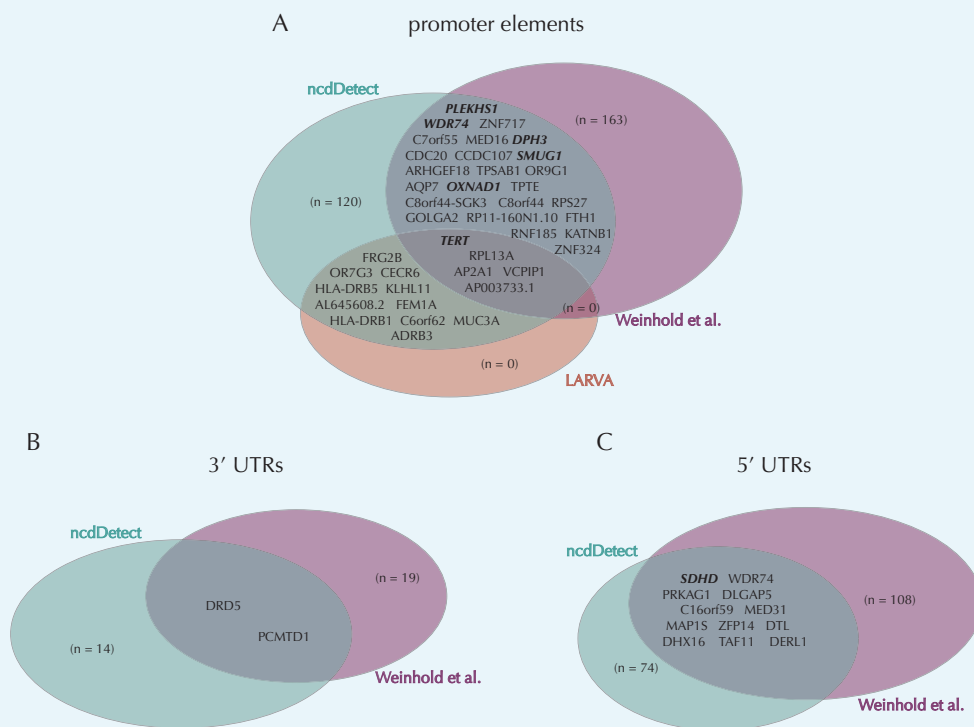 A
promoter elements
ncdDetect
PLEKHS1
WDR74 ZNF717
(n = 163)
C7orf55 MED16 DPH3
CDC20 CCDC107 SMUG1
ARHGEF18 TPSAB1 OR9G1
AQP7 OXNAD1 TPTE
(n = 120)
C8orf44-SGK3 C8orf44 RPS27
GOLGA2 RP11-160N1.10 FTH1
RNF185 KATNB1
TERT
ZNF324
FRG2B
RPL13A
OR7G3 CECR6
AP2A1 VCPIP1
HLA-DRB5 KLHL11
AP003733.1
AL645608.2 FEM1A
(n = 0)
HLA-DRB1 C6orf62 MUC3A
Weinhold et al.
ADRB3
(n = 0)
LARVA
B
3′ UTRs
ncdDetect
(n = 19)
DRD5
PCMTD1
(n = 14)
Weinhold et al.
C
5′ UTRs
ncdDetect
SDHD WDR74
PRKAG1 DLGAP5
(n = 108)
C16orf59 MED31
MAP1S ZFP14 DTL
DHX16 TAF11 DERL1
(n = 74)
Weinhold et al.